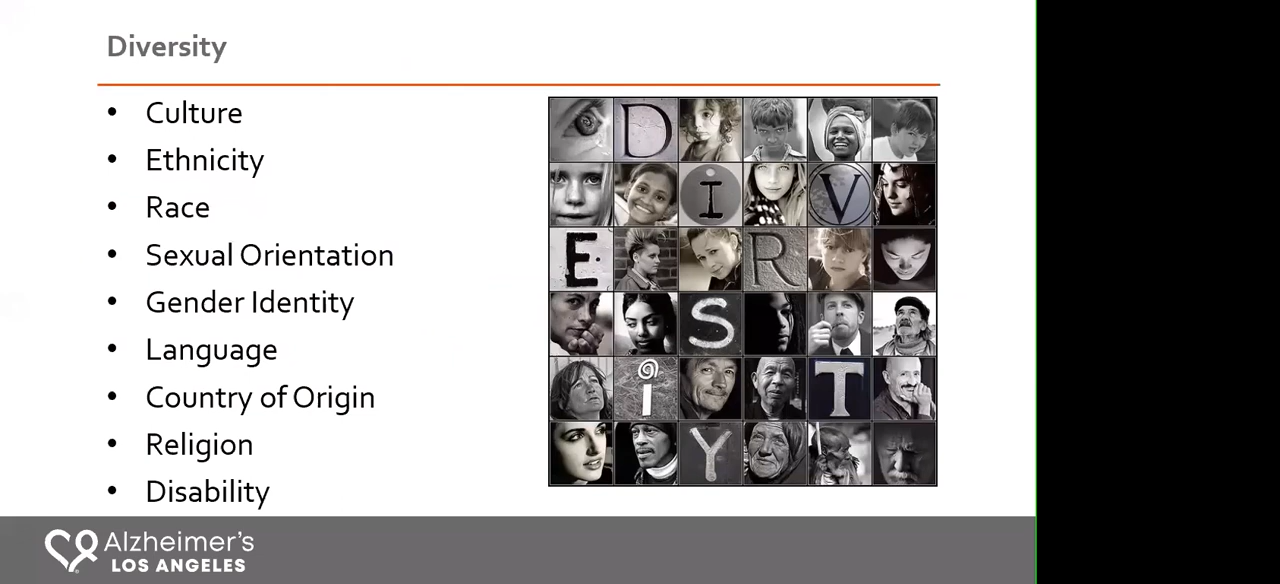 Diversity
• Culture
• Ethnicity
• Race
• Sexual Orientation
• Gender Identity
• Language
• Country of Origin
• Religion
• Disability
D
I V
E R
S
i T
Y
Alzheimer's
LOS ANGELES